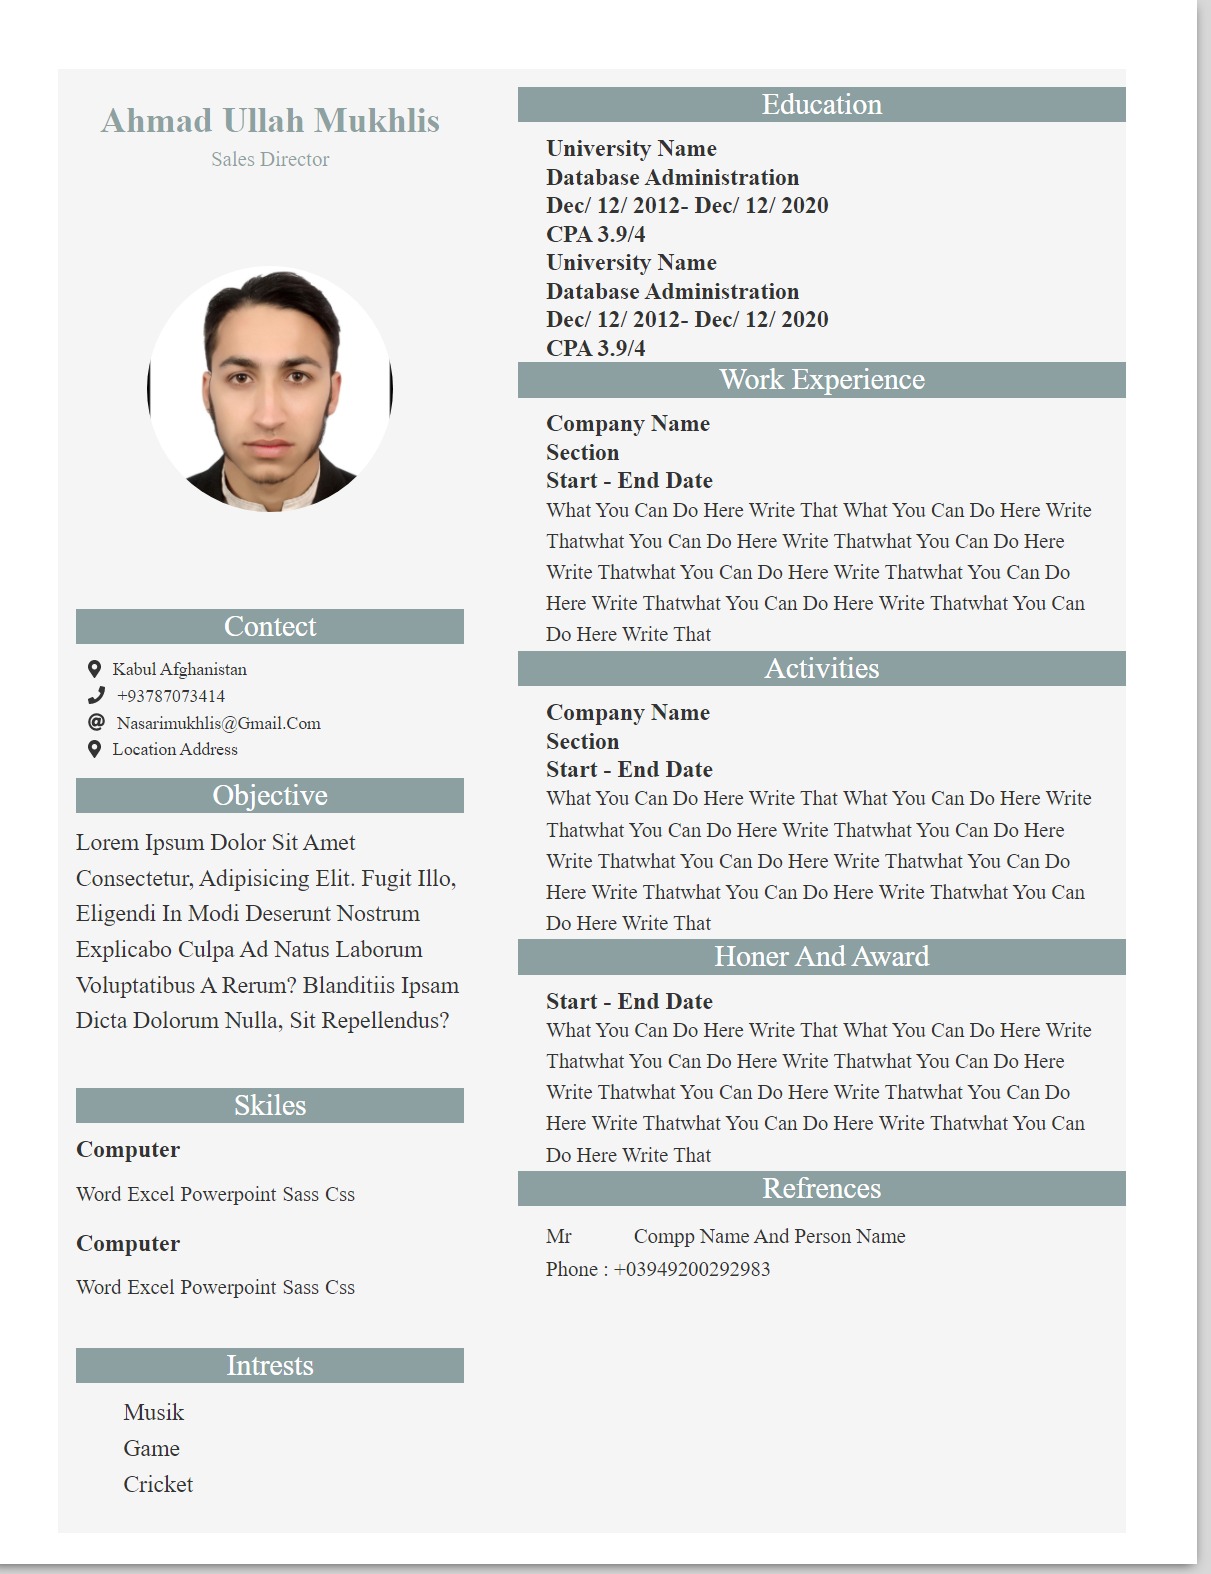 Ahmad Ullah Mukhlis
Sales Director
Contect
Kabul Afghanistan
+93787073414
Nasarimukhlis@Gmail.Com
Location Address
Objective
Lorem Ipsum Dolor Sit Amet
Consectetur, Adipisicing Elit. Fugit Illo,
Eligendi In Modi Deserunt Nostrum
Explicabo Culpa Ad Natus Laborum
Voluptatibus A Rerum? Blanditiis Ipsam
Dicta Dolorum Nulla, Sit Repellendus?
Skiles
Computer
Word Excel Powerpoint Sass Css
Computer
Word Excel Powerpoint Sass Css
Intrests
Musik
Game
Cricket
Education
University Name
Database Administration
Dec/ 12/ 2012- Dec/ 12/ 2020
CPA 3.9/4
University Name
Database Administration
Dec/ 12/ 2012- Dec/ 12/ 2020
CPA 3.9/4
Work Experience
Company Name
Section
Start - End Date
What You Can Do Here Write That What You Can Do Here Write
Thatwhat You Can Do Here Write Thatwhat You Can Do Here
Write Thatwhat You Can Do Here Write Thatwhat You Can Do
Here Write Thatwhat You Can Do Here Write Thatwhat You Can
Do Here Write That
Activities
Company Name
Section
Start - End Date
What You Can Do Here Write That What You Can Do Here Write
Thatwhat You Can Do Here Write Thatwhat You Can Do Here
Write Thatwhat You Can Do Here Write Thatwhat You Can Do
Here Write Thatwhat You Can Do Here Write Thatwhat You Can
Do Here Write That
Honer And Award
Start - End Date
What You Can Do Here Write That What You Can Do Here Write
Thatwhat You Can Do Here Write Thatwhat You Can Do Here
Write Thatwhat You Can Do Here Write Thatwhat You Can Do
Here Write Thatwhat You Can Do Here Write Thatwhat You Can
Do Here Write That
Refrences
Mr Compp Name And Person Name
Phone : +03949200292983